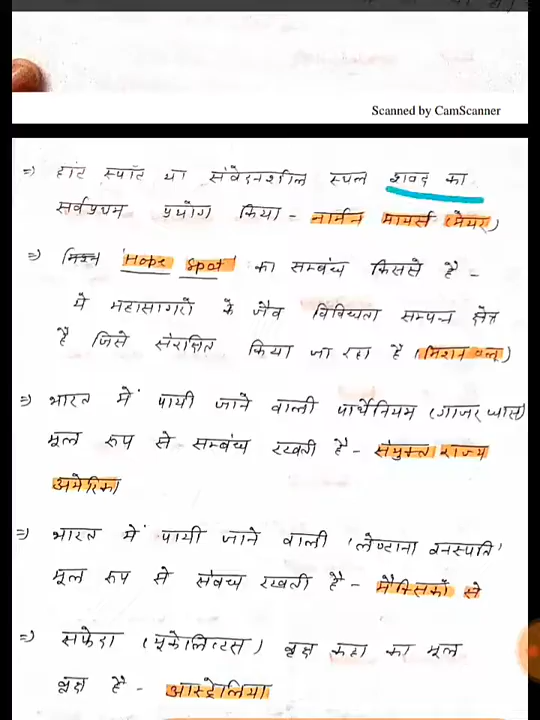 Scanned by CamScanner
⇒ हॉट स्पॉट या संवेदनशील स्थल शब्द का
सर्वप्रथम प्रयोग किया - नार्मन मायर्स (मेयर)
⇒ 'Hope Spot' का सम्बंध किससे है -
ये महासागरों के जैव विविधता सम्पन्न क्षेत्र
है जिसे संरक्षित किया जा रहा है (मिशन ब्लू)
⇒ भारत में पायी जाने वाली पार्थेनियम (गाजर घास)
मूल रूप से सम्बंध रखती है - संयुक्त राज्य
अमेरिका
⇒ भारत में पायी जाने वाली 'लेण्टाना वनस्पति'
मूल रूप से संबंध रखती है - मैक्सिकों से
⇒ सफेदा (यूकेलिप्टस) वृक्ष कहा का मूल
वृक्ष है - आस्ट्रेलिया